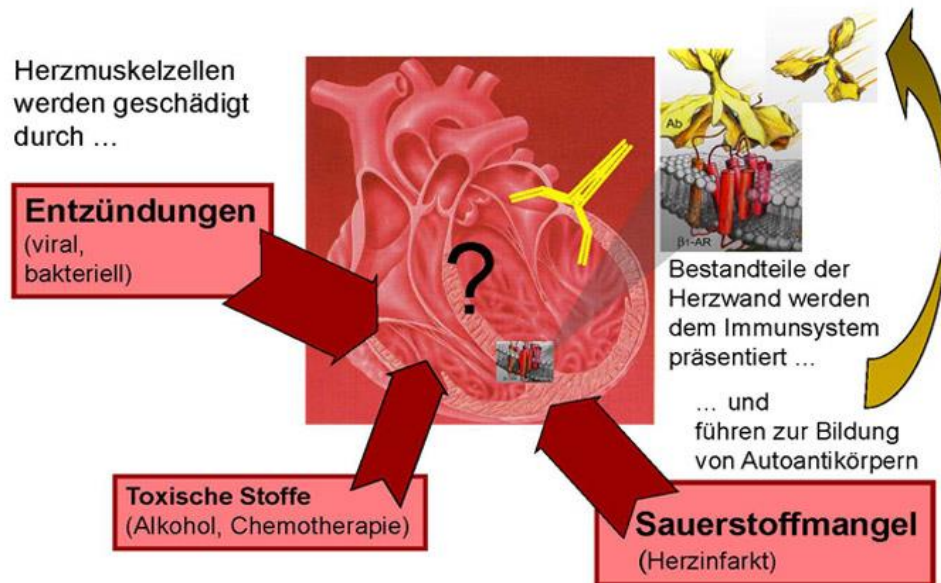 Herzmuskelzellen
werden geschädigt
durch ...
Entzündungen
(viral,
bakteriell)
?
Toxische Stoffe
(Alkohol, Chemotherapie)
Sauerstoffmangel
(Herzinfarkt)
Ab
β1-AR
Bestandteile der
Herzwand werden
dem Immunsystem
präsentiert ...
... und
führen zur Bildung
von Autoantikörpern